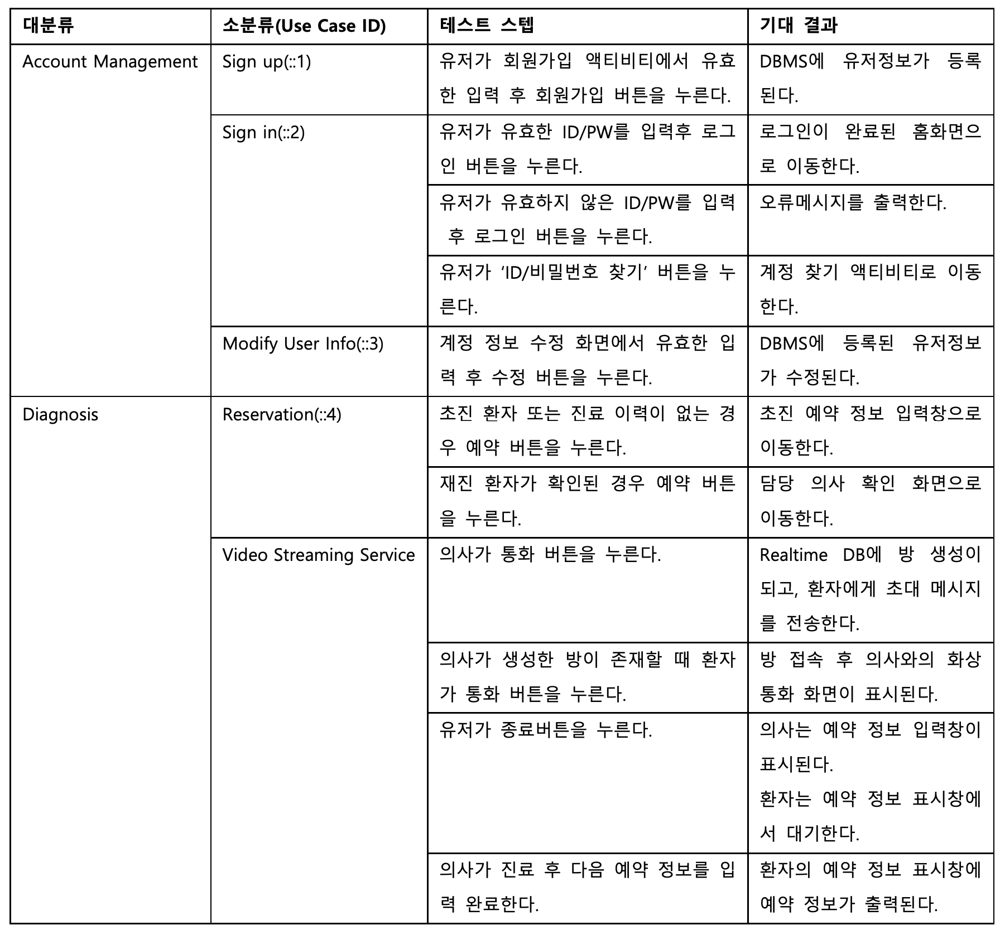 대분류 소분류(Use Case ID) 테스트 스텝 기대 결과
Account Management Sign up(::1) 유저가 회원가입 액티비티에서 유효 DBMS에 유저정보가 등록
한 입력 후 회원가입 버튼을 누른다. 된다.
Sign in(::2) 유저가 유효한 ID/PW를 입력후 로그 로그인이 완료된 홈화면으
인 버튼을 누른다. 로 이동한다.
유저가 유효하지 않은 ID/PW를 입력 오류메시지를 출력한다.
후 로그인 버튼을 누른다.
유저가 ‘ID/비밀번호 찾기’ 버튼을 누 계정 찾기 액티비티로 이동
른다. 한다.
Modify User Info(::3) 계정 정보 수정 화면에서 유효한 입 DBMS에 등록된 유저정보
력 후 수정 버튼을 누른다. 가 수정된다.
Diagnosis Reservation(::4) 초진 환자 또는 진료 이력이 없는 경 초진 예약 정보 입력창으로
우 예약 버튼을 누른다. 이동한다.
재진 환자가 확인된 경우 예약 버튼 담당 의사 확인 화면으로
을 누른다. 이동한다.
Video Streaming Service 의사가 통화 버튼을 누른다. Realtime DB에 방 생성이
되고, 환자에게 초대 메시지
를 전송한다.
의사가 생성한 방이 존재할 때 환자 방 접속 후 의사와의 화상
가 통화 버튼을 누른다. 통화 화면이 표시된다.
유저가 종료버튼을 누른다. 의사는 예약 정보 입력창이
표시된다.
환자는 예약 정보 표시창에
서 대기한다.
의사가 진료 후 다음 예약 정보를 입 환자의 예약 정보 표시창에
력 완료한다. 예약 정보가 출력된다.